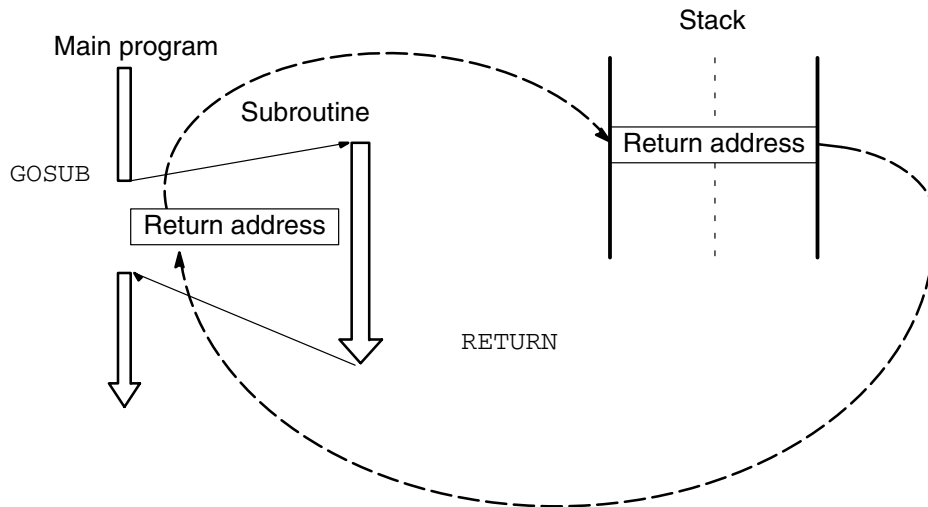 Stack
Main program
Subroutine
Return address
GOSUB
Return address
RETURN